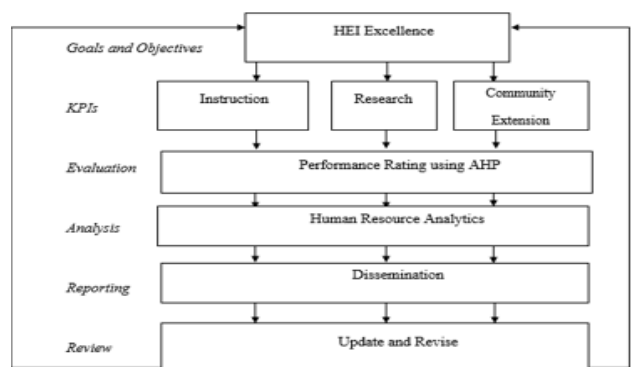 HEI Excellence
Goals and Objectives
Instruction
Research
Community
Extension
KPIs
Performance Rating using AHP
Evaluation
Human Resource Analytics
Analysis
Dissemination
Reporting
Update and Revise
Review